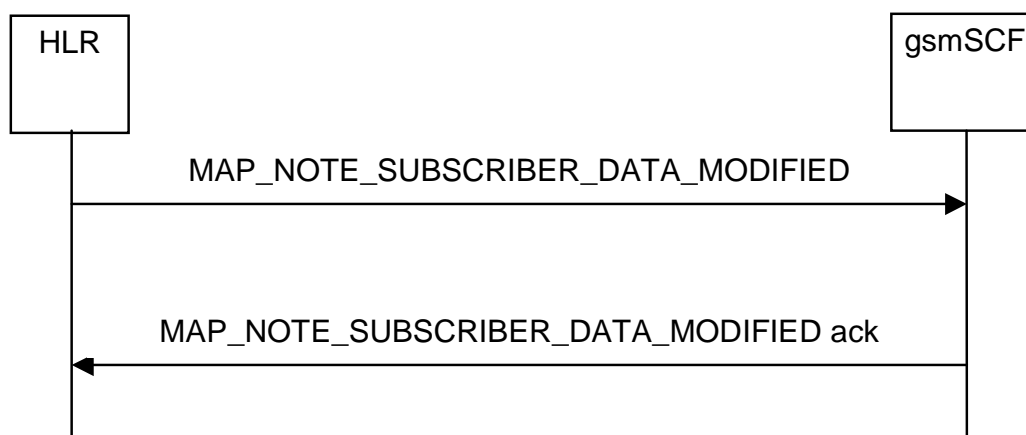 HLR
gsmSCF
MAP_NOTE_SUBSCRIBER_DATA_MODIFIED
MAP_NOTE_SUBSCRIBER_DATA_MODIFIED ack